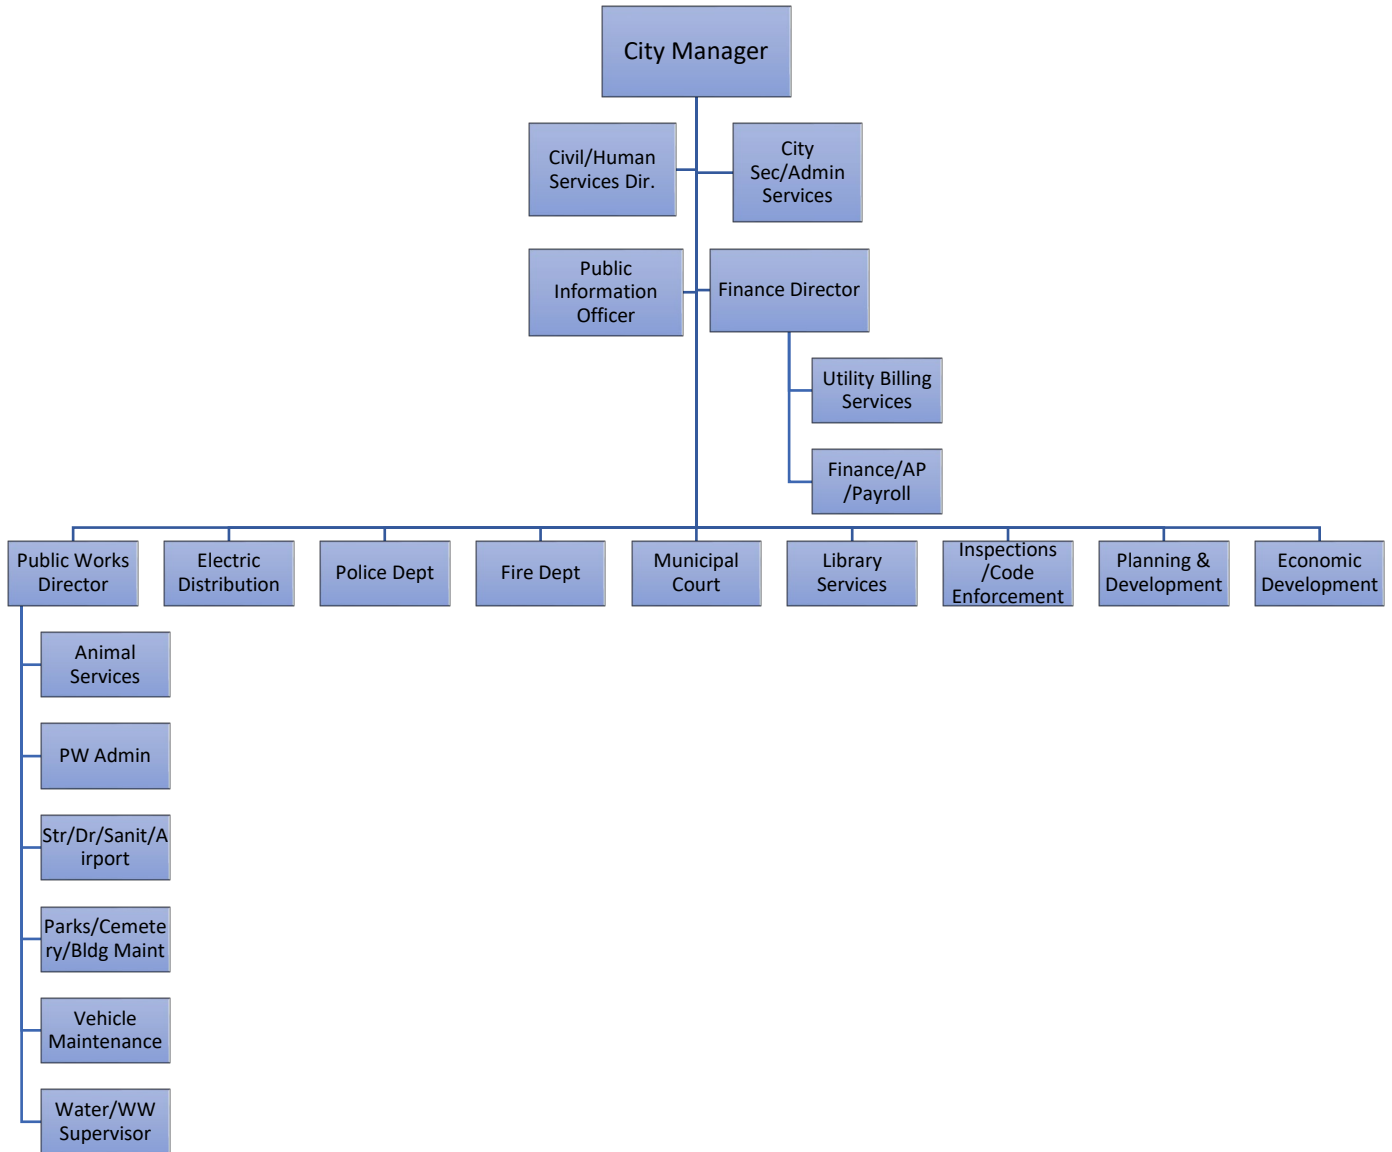 City Manager
Civil/Human
Services Dir.
City
Sec/Admin
Services
Public
Information
Officer
Finance Director
Utility Billing
Services
Finance/AP
/Payroll
Public Works
Director
Electric
Distribution
Police Dept
Fire Dept
Municipal
Court
Library
Services
Inspections
/Code
Enforcement
Planning &
Development
Economic
Development
Animal
Services
PW Admin
Str/Dr/Sanit/A
irport
Parks/Cemete
ry/Bldg Maint
Vehicle
Maintenance
Water/WW
Supervisor